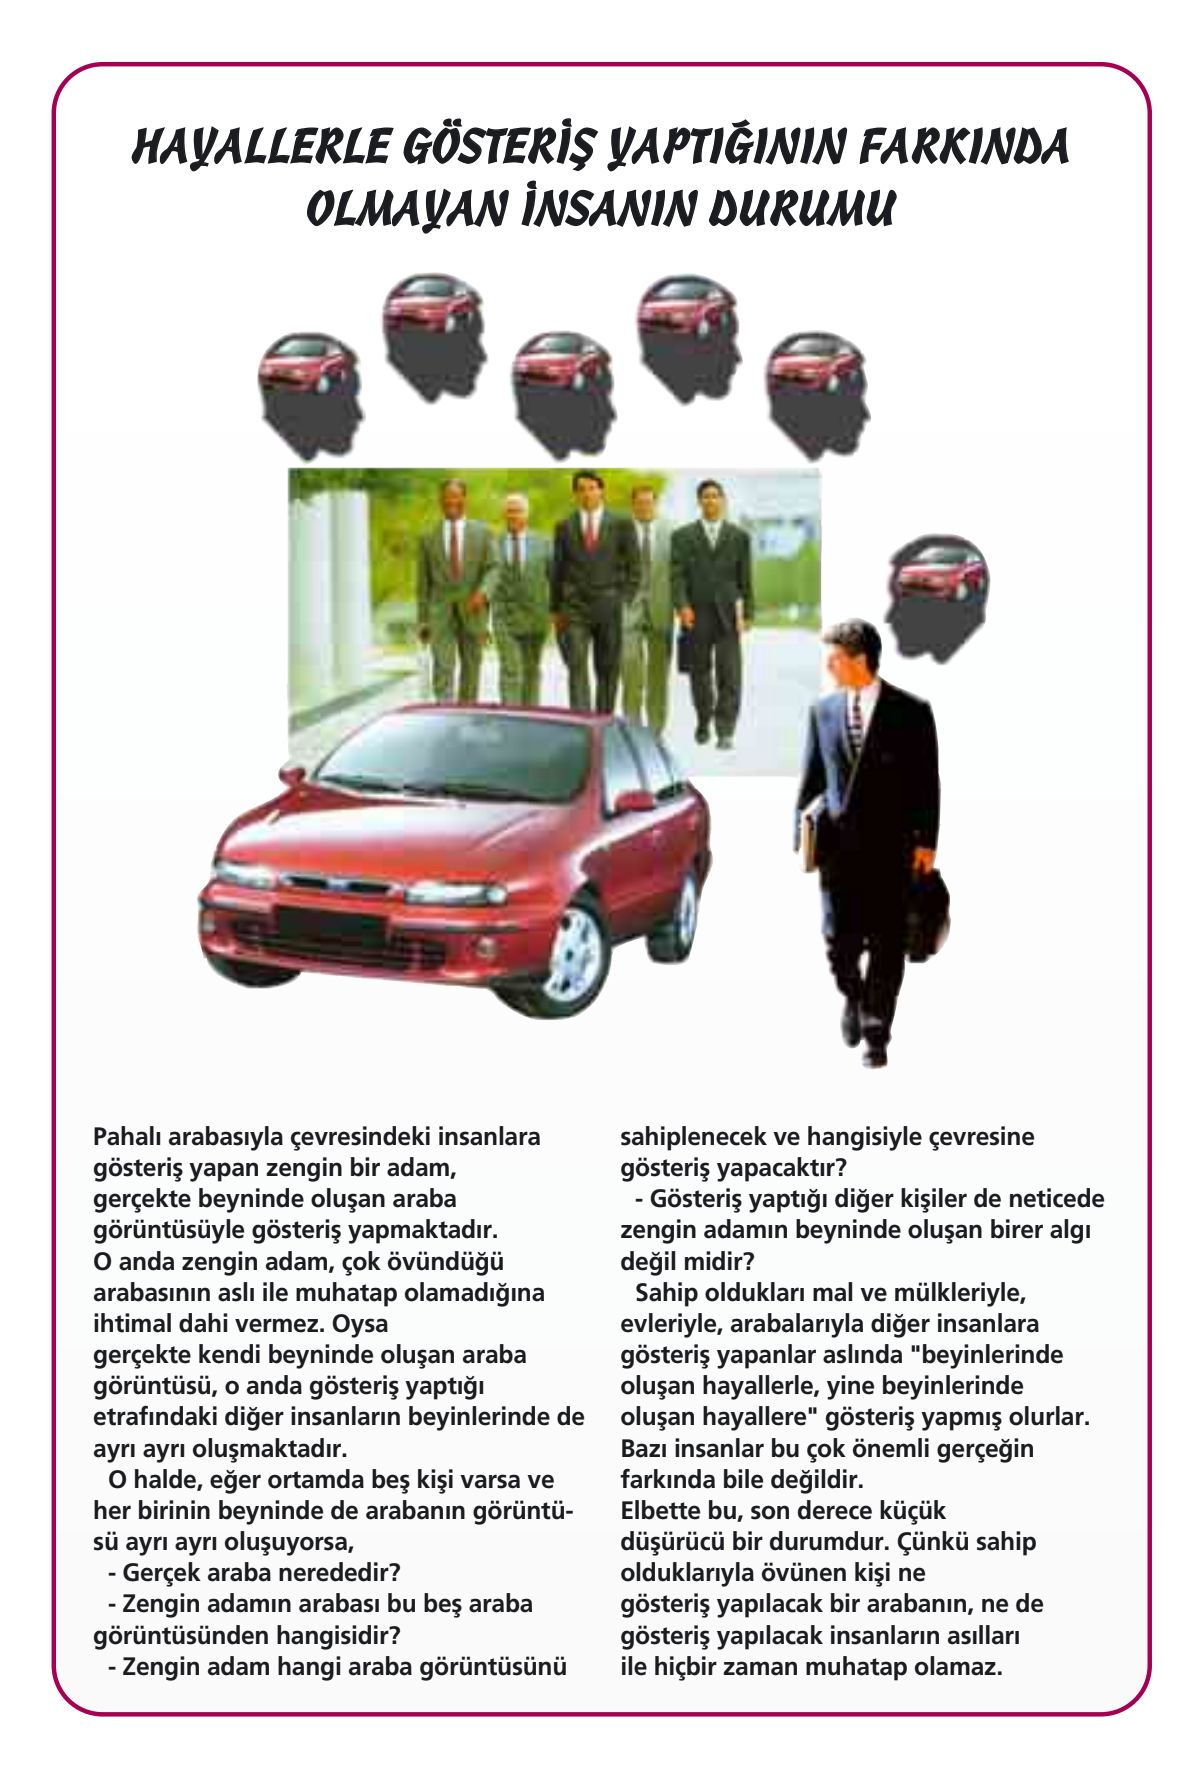 HAYALLERLE GÖSTERİŞ YAPTIĞININ FARKINDA
OLMAYAN İNSANIN DURUMU
Pahalı arabasıyla çevresindeki insanlara
gösteriş yapan zengin bir adam,
gerçekte beyninde oluşan araba
görüntüsüyle gösteriş yapmaktadır.
O anda zengin adam, çok övündüğü
arabasının aslı ile muhatap olamadığına
ihtimal dahi vermez. Oysa
gerçekte kendi beyninde oluşan araba
görüntüsü, o anda gösteriş yaptığı
etrafındaki diğer insanların beyinlerinde de
ayrı ayrı oluşmaktadır.
O halde, eğer ortamda beş kişi varsa ve
her birinin beyninde de arabanın görüntü-
sü ayrı ayrı oluşuyorsa,
- Gerçek araba nerededir?
- Zengin adamın arabası bu beş araba
görüntüsünden hangisidir?
- Zengin adam hangi araba görüntüsünü
sahiplenecek ve hangisiyle çevresine
gösteriş yapacaktır?
- Gösteriş yaptığı diğer kişiler de neticede
zengin adamın beyninde oluşan birer algı
değil midir?
Sahip oldukları mal ve mülkleriyle,
evleriyle, arabalarıyla diğer insanlara
gösteriş yapanlar aslında "beyinlerinde
oluşan hayallerle, yine beyinlerinde
oluşan hayallere" gösteriş yapmış olurlar.
Bazı insanlar bu çok önemli gerçeğin
farkında bile değildir.
Elbette bu, son derece küçük
düşürücü bir durumdur. Çünkü sahip
olduklarıyla övünen kişi ne
gösteriş yapılacak bir arabanın, ne de
gösteriş yapılacak insanların asılları
ile hiçbir zaman muhatap olamaz.